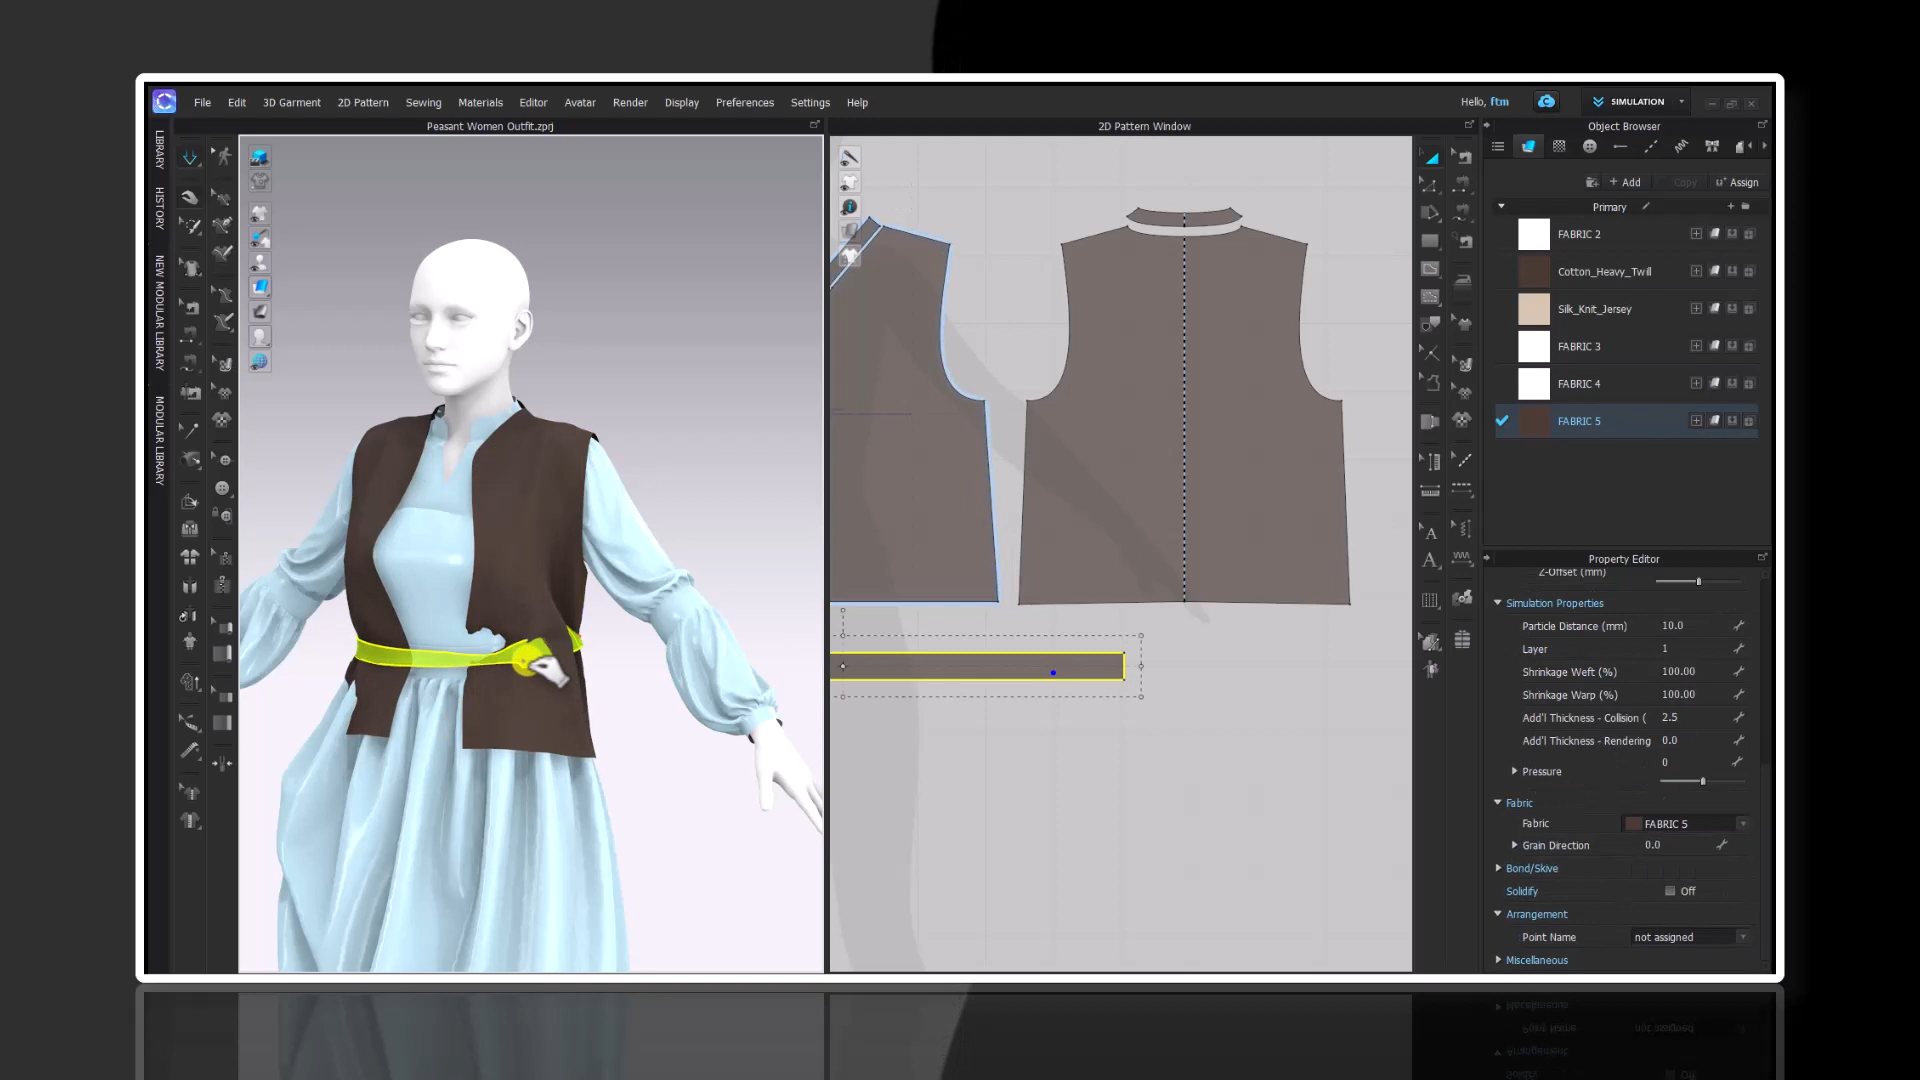 File Edit 3D Garment 2D Pattern Sewing Materials Editor Avatar Render Display Preferences Settings Help
Hello, ftm
SIMULATION
Peasant Women Outfit.zprj
2D Pattern Window
Object Browser
LIBRARY
HISTORY
NEW MODULAR LIBRARY
MODULAR LIBRARY
+ Add
Copy
Assign
Primary
FABRIC 2
Cotton_Heavy_Twill
Silk_Knit_Jersey
FABRIC 3
FABRIC 4
FABRIC 5
Property Editor
Z-Offset (mm)
Simulation Properties
Particle Distance (mm) 10.0
Layer 1
Shrinkage Weft (%) 100.00
Shrinkage Warp (%) 100.00
Add'l Thickness - Collision ( 2.5
Add'l Thickness - Rendering 0.0
Pressure 0
Fabric
Fabric FABRIC 5
Grain Direction 0.0
Bond/Skive
Solidify Off
Arrangement
Point Name not assigned
Miscellaneous